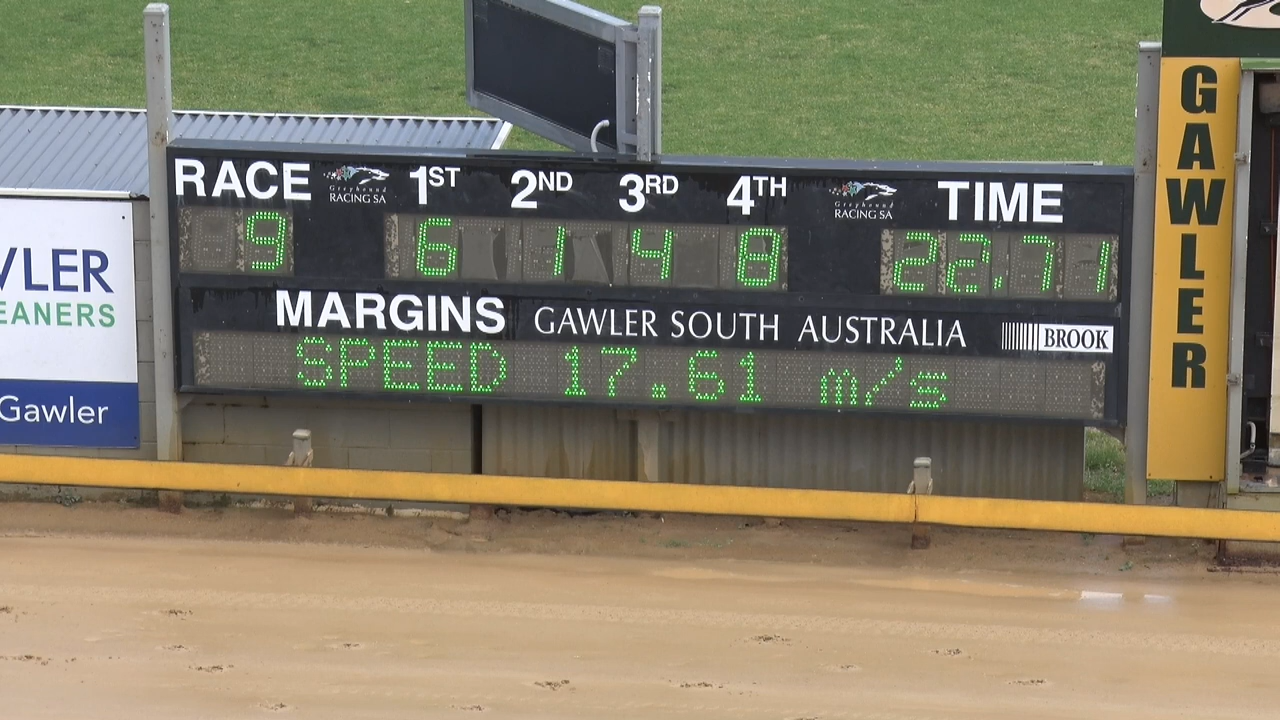 RACE Greyhound RACING SA 1ST 2ND 3RD 4TH Greyhound RACING SA TIME
9 6 1 4 8 22.71
MARGINS GAWLER SOUTH AUSTRALIA BROOK
SPEED 17.61 m/s
GAWLER
EANERS
Gawler